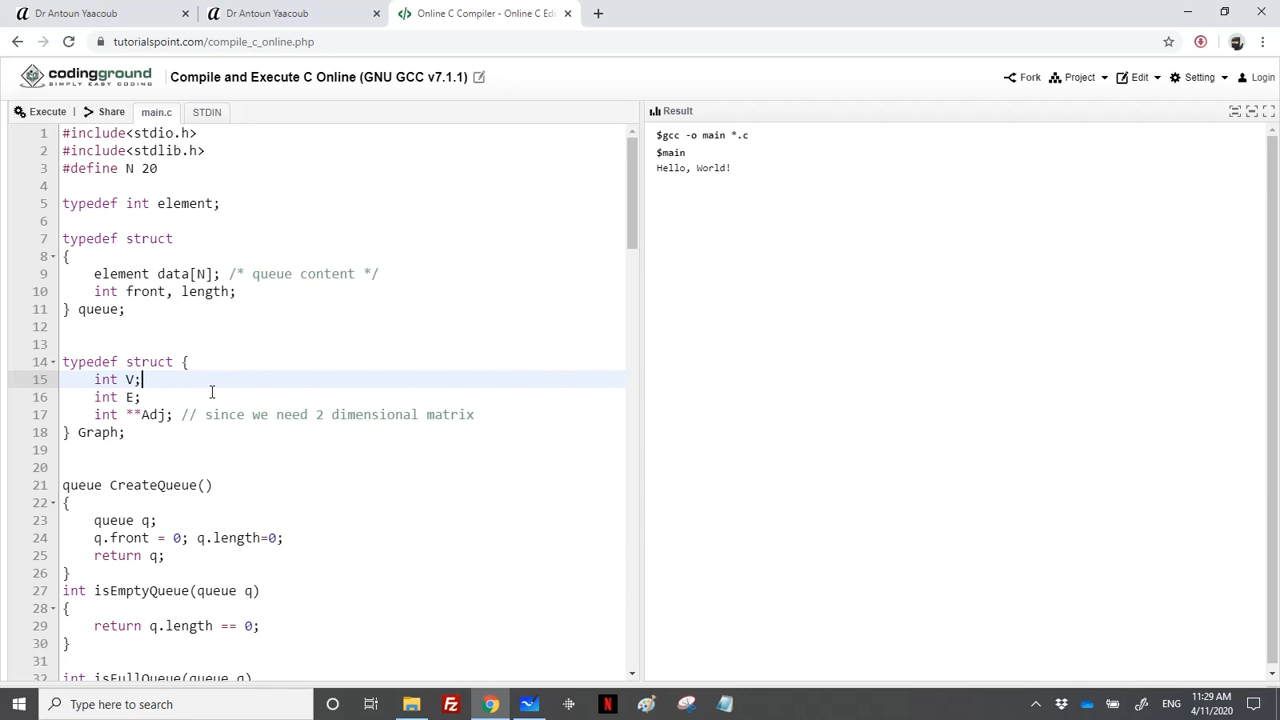 Dr Antoun Yaacoub
Dr Antoun Yaacoub
Online C Compiler - Online C Edi
tutorialspoint.com/compile_c_online.php
codingground
SIMPLY EASY CODING
Compile and Execute C Online (GNU GCC v7.1.1)
Fork
Project
Edit
Setting
Login
Execute | Share main.c STDIN
Result
1 #include<stdio.h>
2 #include<stdlib.h>
3 #define N 20
4
5 typedef int element;
6
7 typedef struct
8 {
9 element data[N]; /* queue content */
10 int front, length;
11 } queue;
12
13
14 typedef struct {
15 int V;
16 int E;
17 int **Adj; // since we need 2 dimensional matrix
18 } Graph;
19
20
21 queue CreateQueue()
22 {
23 queue q;
24 q.front = 0; q.length=0;
25 return q;
26 }
27 int isEmptyQueue(queue q)
28 {
29 return q.length == 0;
30 }
31
32 int isFullQueue(queue q)
$gcc -o main *.c
$main
Hello, World!
Type here to search
ENG
11:29 AM
4/11/2020